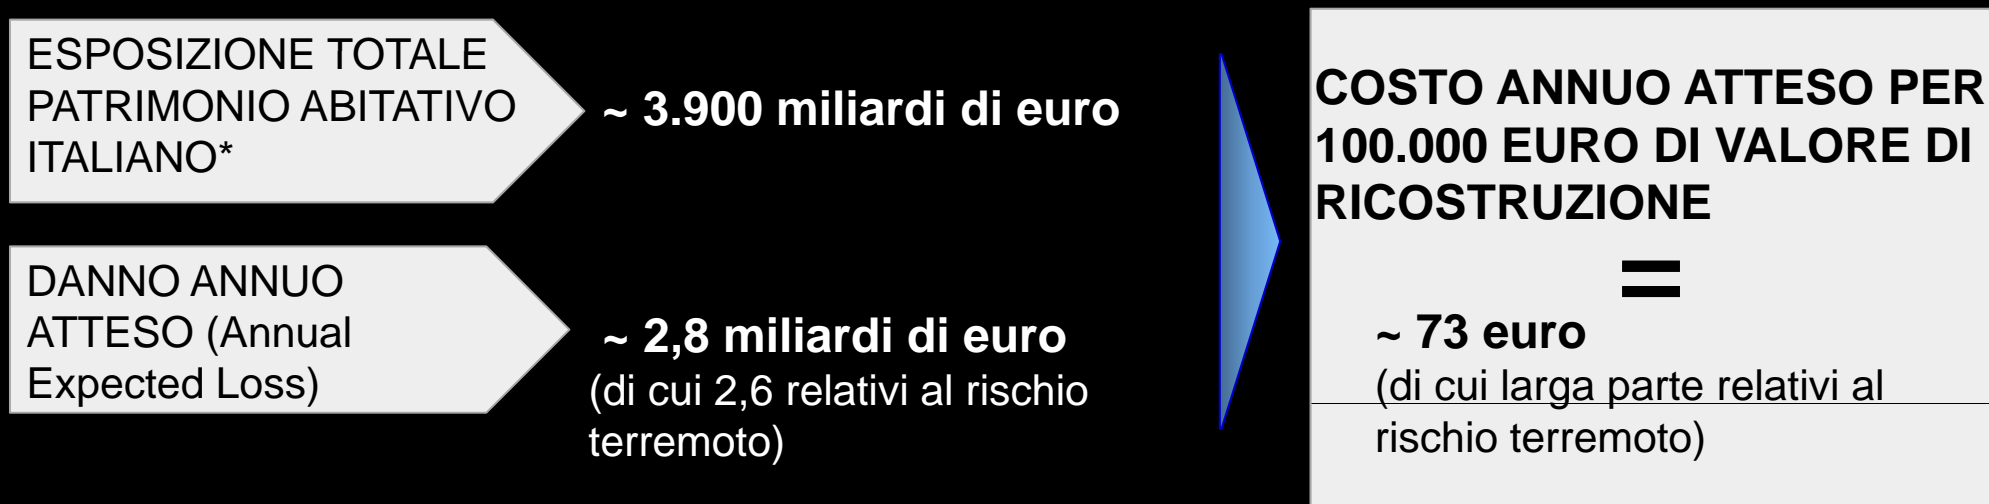 ESPOSIZIONE TOTALE
PATRIMONIO ABITATIVO
ITALIANO*
~ 3.900 miliardi di euro
DANNO ANNUO
ATTESO (Annual
Expected Loss)
~ 2,8 miliardi di euro
(di cui 2,6 relativi al rischio
terremoto)
COSTO ANNUO ATTESO PER
100.000 EURO DI VALORE DI
RICOSTRUZIONE
=
~ 73 euro
(di cui larga parte relativi al
rischio terremoto)